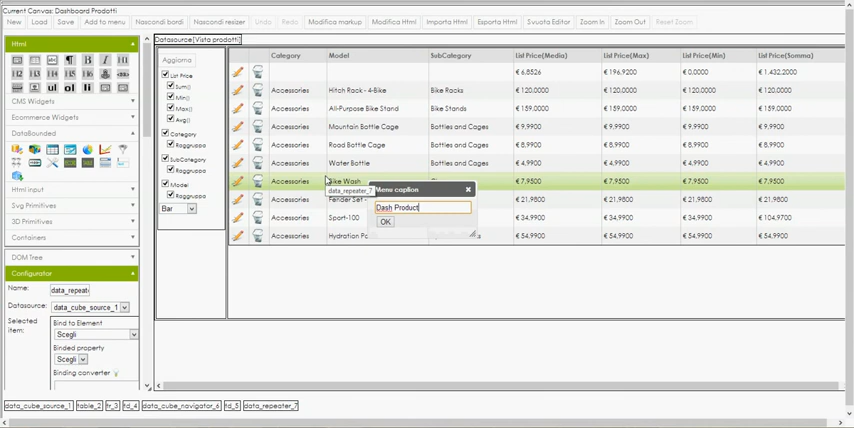 Current Canvas: Dashboard Prodotti
New Load Save Add to menu Nascondi bordi Nascondi resizer Undo Redo Modifica markup Modifica Html Importa Html Esporta Html Svuota Editor Zoom In Zoom Out Reset Zoom
Html
B I H1
H2 H3 H4 H5 H6
ul ol li
CMS Widgets
Ecommerce Widgets
DataBounded
Html input
Svg Primitives
3D Primitives
Containers
DOM Tree
Configurator
Name: data_repeat
Datasource: data_cube_source_1
Selected item:
Bind to Element
Scegli
Binded property
Scegli
Binding converter
Datasource[Vista prodotti]
Aggiorna
List Price
Sum()
Min()
Max()
Avg()
Category
Raggruppa
SubCategory
Raggruppa
Model
Raggruppa
Bar
Category Model SubCategory List Price(Media) List Price(Max) List Price(Min) List Price(Somma)
€ 6.8526 € 196.9200 € 0.0000 € 1.432.2000
Accessories Hitch Rack - 4-Bike Bike Racks € 120.0000 € 120.0000 € 120.0000 € 120.0000
Accessories All-Purpose Bike Stand Bike Stands € 159.0000 € 159.0000 € 159.0000 € 159.0000
Accessories Mountain Bottle Cage Bottles and Cages € 9.9900 € 9.9900 € 9.9900 € 9.9900
Accessories Road Bottle Cage Bottles and Cages € 8.9900 € 8.9900 € 8.9900 € 8.9900
Accessories Water Bottle Bottles and Cages € 4.9900 € 4.9900 € 4.9900 € 4.9900
Accessories Bike Wash € 7.9500 € 7.9500 € 7.9500 € 7.9500
Accessories Fender Set - € 21.9800 € 21.9800 € 21.9800 € 21.9800
Accessories Sport-100 € 34.9900 € 34.9900 € 34.9900 € 104.9700
Accessories Hydration € 54.9900 € 54.9900 € 54.9900 € 54.9900
data_repeater_7
Menu caption
Dash Product
OK
data_cube_source_1 table_2 tr_3 td_4 data_cube_navigator_6 td_5 data_repeater_7